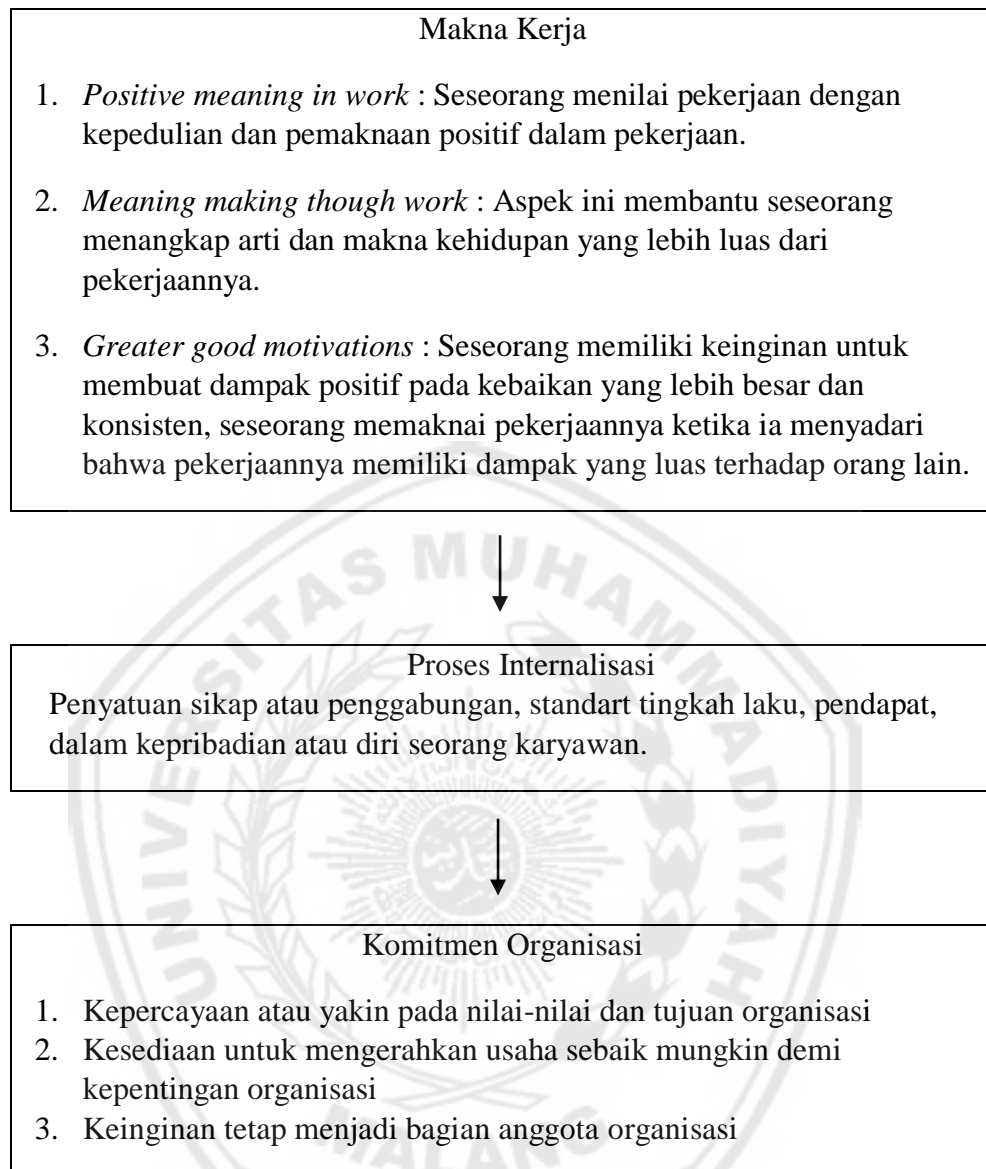 Makna Kerja
1. Positive meaning in work : Seseorang menilai pekerjaan dengan
kepedulian dan pemaknaan positif dalam pekerjaan.
2. Meaning making though work : Aspek ini membantu seseorang
menangkap arti dan makna kehidupan yang lebih luas dari
pekerjaannya.
3. Greater good motivations : Seseorang memiliki keinginan untuk
membuat dampak positif pada kebaikan yang lebih besar dan
konsisten, seseorang memaknai pekerjaannya ketika ia menyadari
bahwa pekerjaannya memiliki dampak yang luas terhadap orang lain.
Proses Internalisasi
Penyatuan sikap atau penggabungan, standart tingkah laku, pendapat,
dalam kepribadian atau diri seorang karyawan.
Komitmen Organisasi
1. Kepercayaan atau yakin pada nilai-nilai dan tujuan organisasi
2. Kesediaan untuk mengerahkan usaha sebaik mungkin demi
kepentingan organisasi
3. Keinginan tetap menjadi bagian anggota organisasi
UNIVERSITAS MUHAMMADIYAH
MALANG